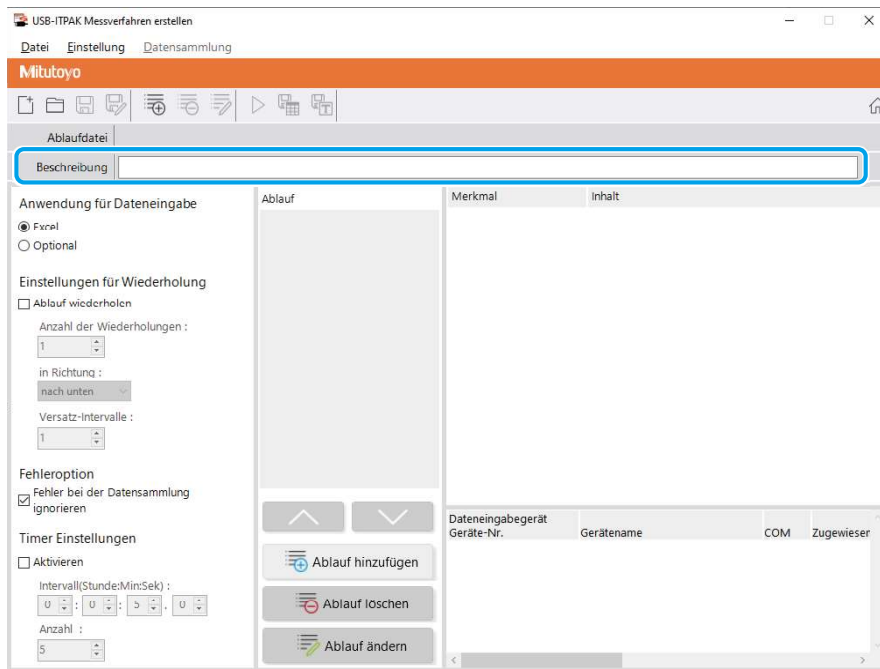 USB-ITPAK Messverfahren erstellen
Datei Einstellung Datensammlung
Mitutoyo
Ablaufdatei
Beschreibung
Anwendung für Dateneingabe
Excel
Optional
Einstellungen für Wiederholung
Ablauf wiederholen
Anzahl der Wiederholungen :
1
in Richtung :
nach unten
Versatz-Intervalle :
1
Fehleroption
Fehler bei der Datensammlung
ignorieren
Timer Einstellungen
Aktivieren
Intervall(Stunde:Min:Sek) :
0 : 0 : 5 . 0
Anzahl :
5
Ablauf
Ablauf hinzufügen
Ablauf löschen
Ablauf ändern
Merkmal Inhalt
Dateneingabegerät
Geräte-Nr. Gerätename COM Zugewiesen